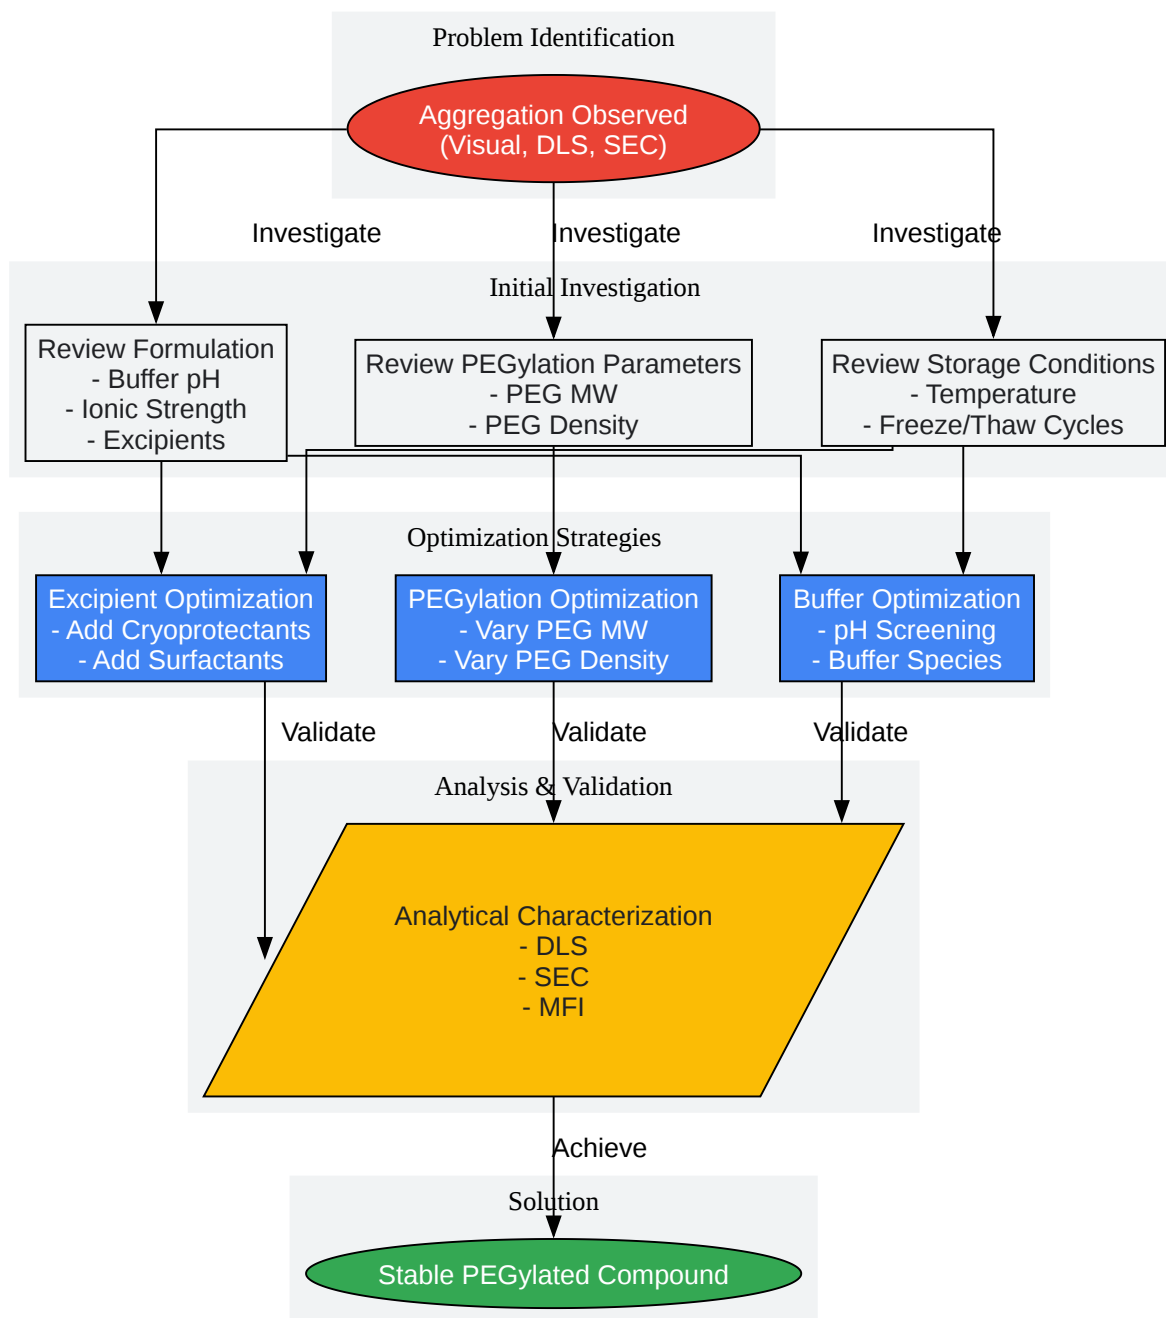 Problem Identification
Aggregation Observed
(Visual, DLS, SEC)
Investigate
Investigate
Investigate
Initial Investigation
Review Formulation
- Buffer pH
- Ionic Strength
- Excipients
Review PEGylation Parameters
- PEG MW
- PEG Density
Review Storage Conditions
- Temperature
- Freeze/Thaw Cycles
Optimization Strategies
Excipient Optimization
- Add Cryoprotectants
- Add Surfactants
PEGylation Optimization
- Vary PEG MW
- Vary PEG Density
Buffer Optimization
- pH Screening
- Buffer Species
Validate
Validate
Validate
Analysis & Validation
Analytical Characterization
- DLS
- SEC
- MFI
Achieve
Solution
Stable PEGylated Compound